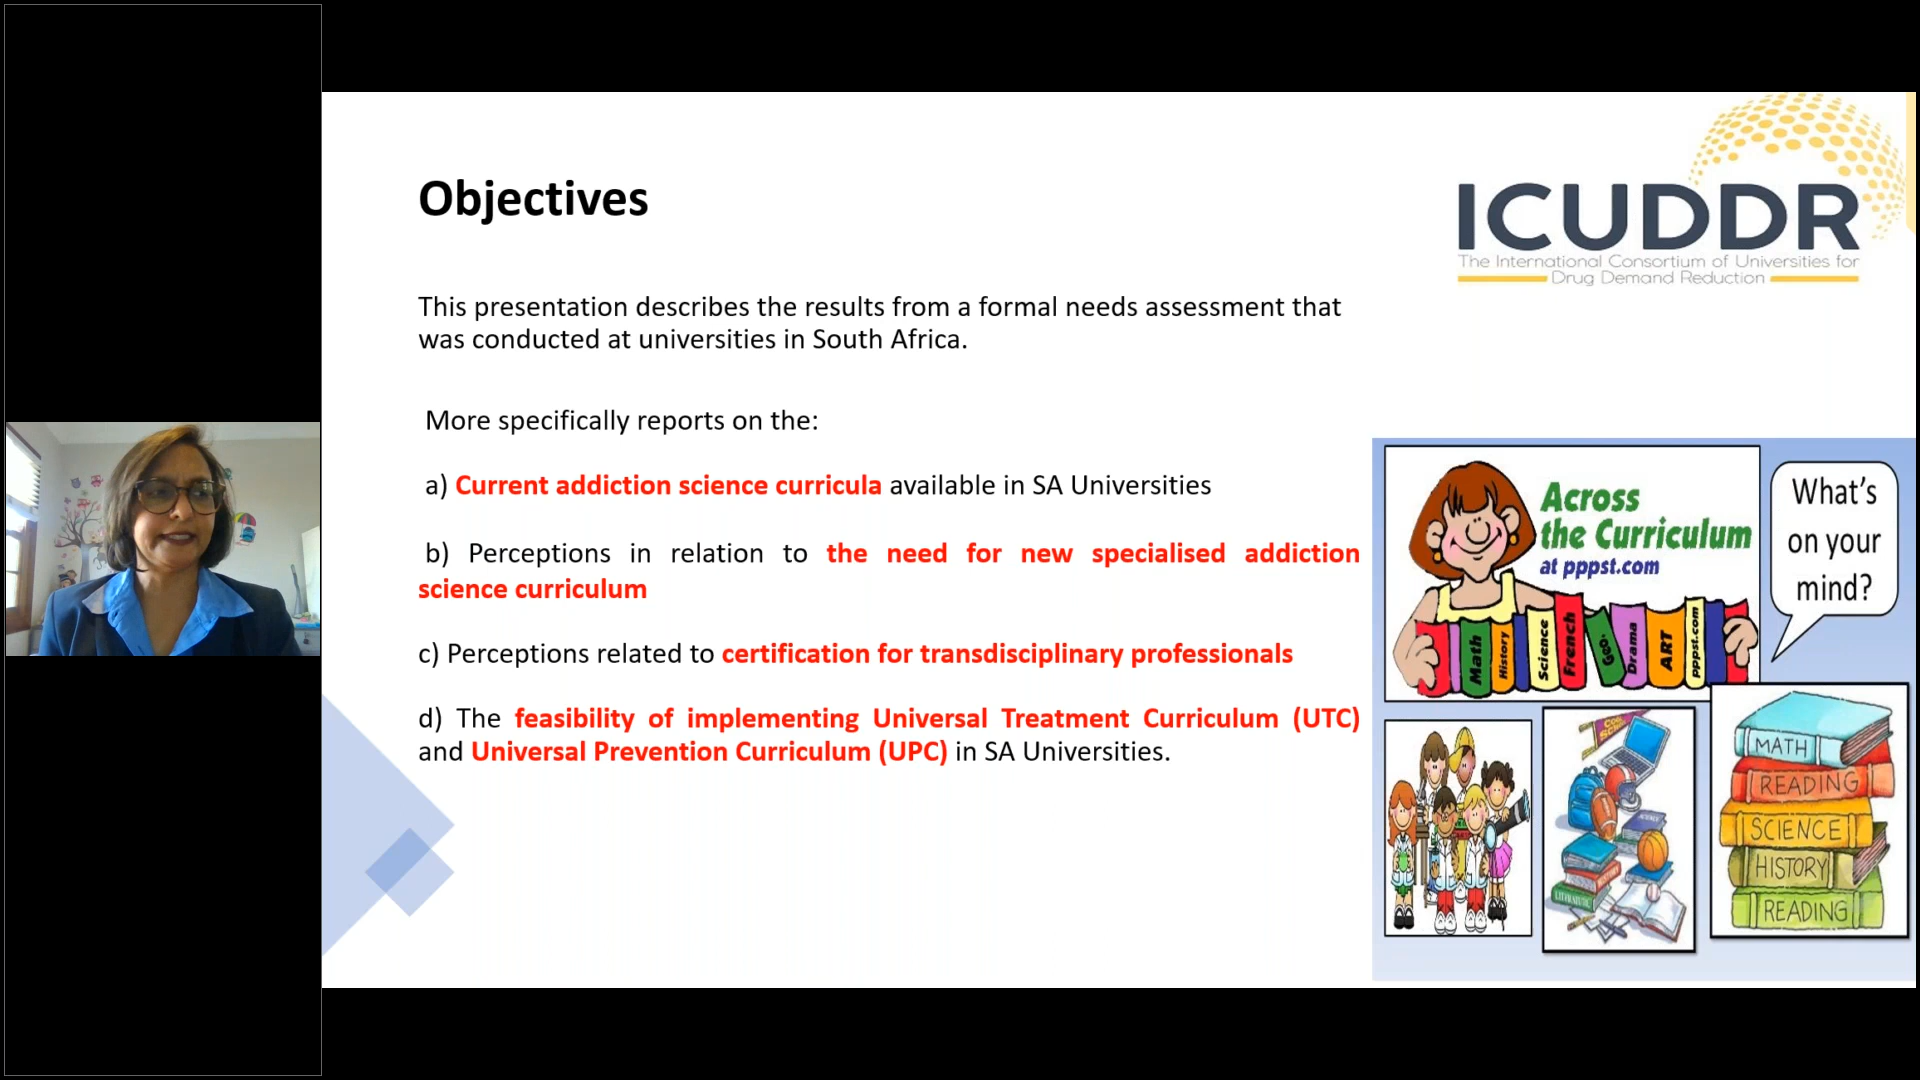 Objectives
ICUDDR
The International Consortium of Universities for
Drug Demand Reduction
This presentation describes the results from a formal needs assessment that
was conducted at universities in South Africa.
More specifically reports on the:
a) Current addiction science curricula available in SA Universities
b) Perceptions in relation to the need for new specialised addiction
science curriculum
c) Perceptions related to certification for transdisciplinary professionals
d) The feasibility of implementing Universal Treatment Curriculum (UTC)
and Universal Prevention Curriculum (UPC) in SA Universities.
Across
the Curriculum
at pppst.com
Math
History
Science
French
Geo.
Drama
ART
pppst.com
What's
on your
mind?
MATH
READING
SCIENCE
HISTORY
READING